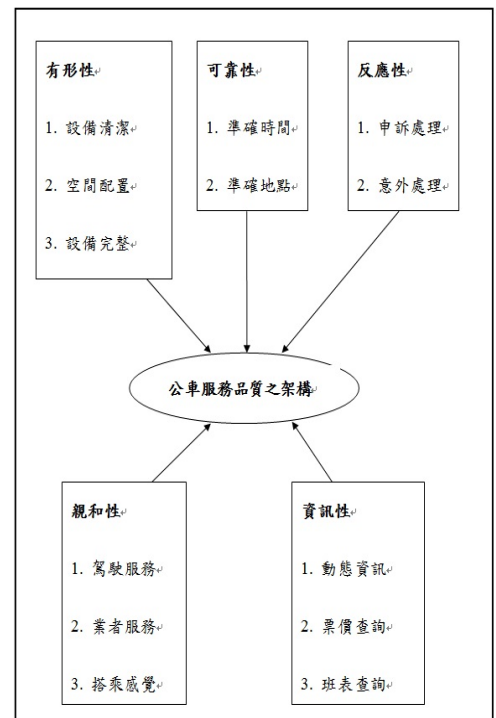 有形性
1. 設備清潔
2. 空間配置
3. 設備完整
可靠性
1. 準確時間
2. 準確地點
反應性
1. 申訴處理
2. 意外處理
公車服務品質之架構
親和性
1. 駕駛服務
2. 業者服務
3. 搭乘感覺
資訊性
1. 動態資訊
2. 票價查詢
3. 班表查詢